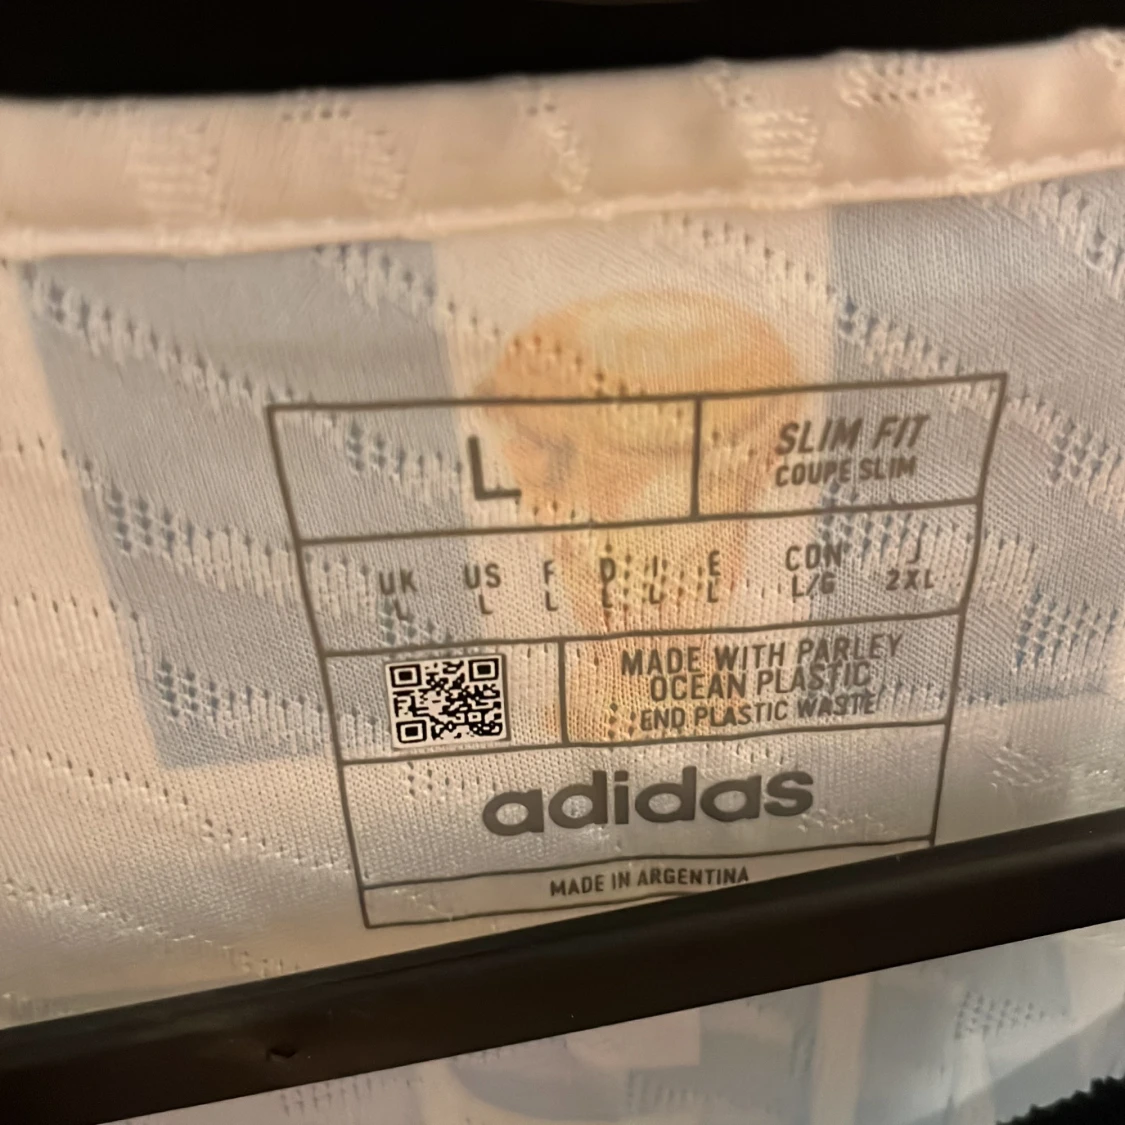 L
SLIM FIT
COUPE SLIM
UK US F D I E CDN J
L L L L L L L/G 2XL
MADE WITH PARLEY
OCEAN PLASTIC
END PLASTIC WASTE
adidas
MADE IN ARGENTINA